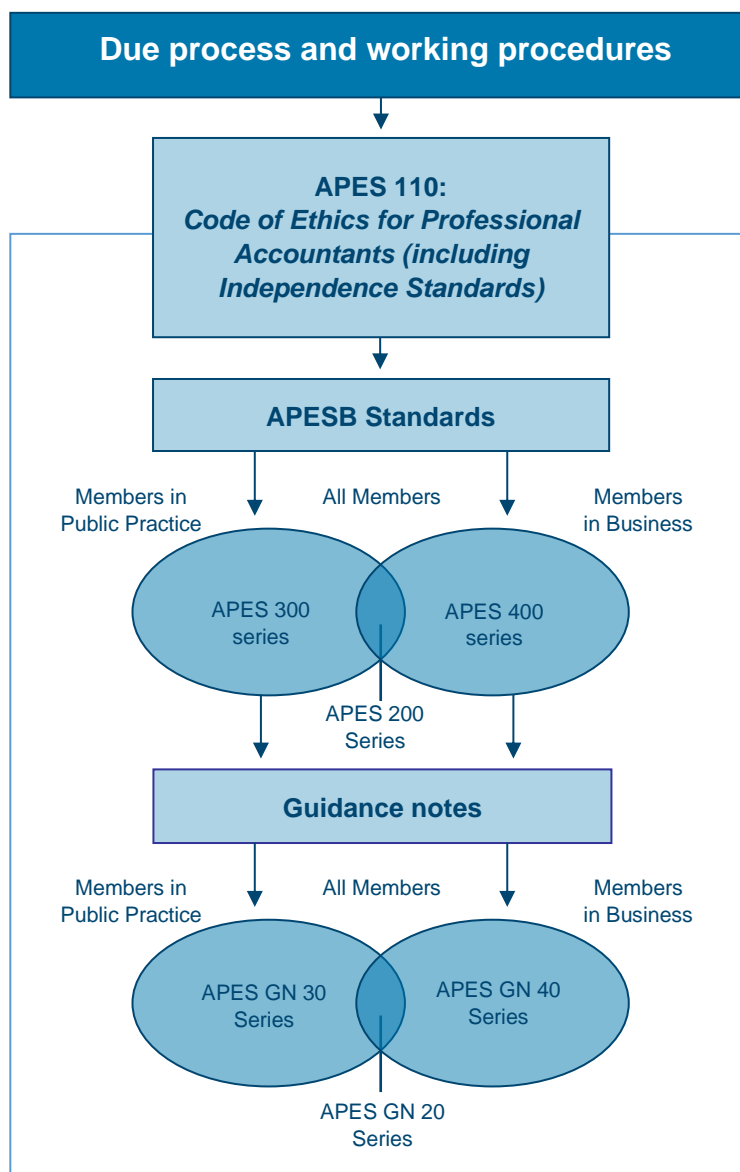 Due process and working procedures
APES 110:
Code of Ethics for Professional
Accountants (including
Independence Standards)
APESB Standards
Members in
Public Practice
All Members
Members
in Business
APES 300
series
APES 400
series
APES 200
Series
Guidance notes
Members in
Public Practice
All Members
Members
in Business
APES GN 30
Series
APES GN 40
Series
APES GN 20
Series